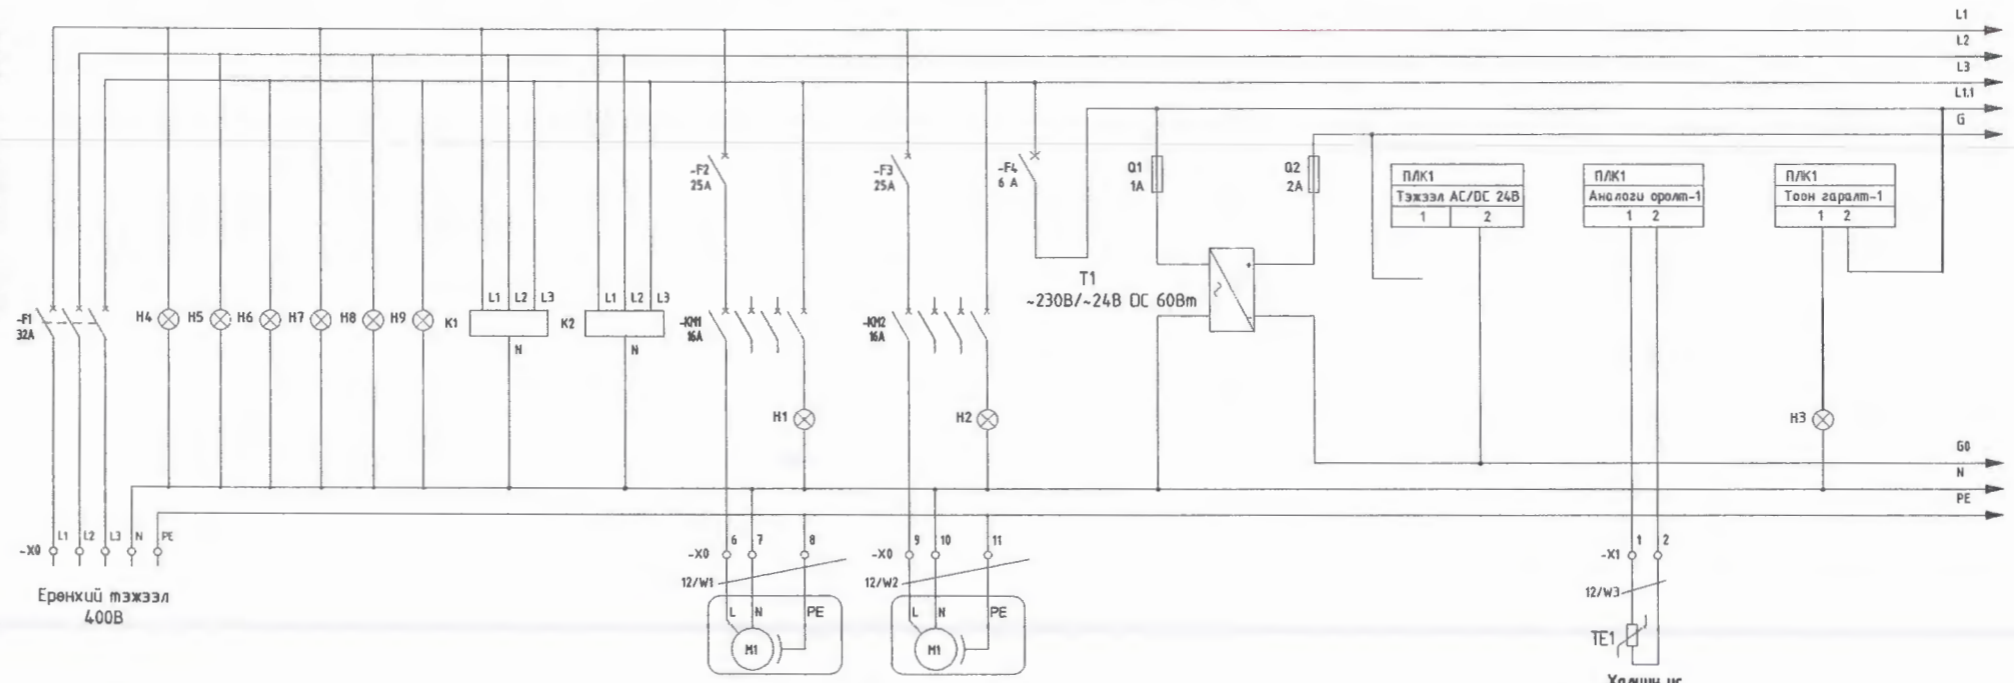 L1
L2
L3
L1.1
G
-F2
25A
-F3
25A
-F4
6 A
Q1
1A
Q2
2A
ПЛК1
Тэжээл AC/DC 24В
1 2
ПЛК1
Аналоги оролт-1
1 2
ПЛК1
Тоон гаралт-1
1 2
T1
~230В/~24В DC 60Вт
-F1
32A
H4
H5
H6
H7
H8
H9
K1
L1 L2 L3
N
K2
L1 L2 L3
N
-KM1
16A
-KM2
16A
H1
H2
H3
G0
N
PE
-X0
L1 L2 L3 N PE
Ерөнхий тэжээл
400В
-X0
6 7 8
12/W1
L N PE
M1
-X0
9 10 11
12/W2
L N PE
M1
-X1
1 2
12/W3
TE1